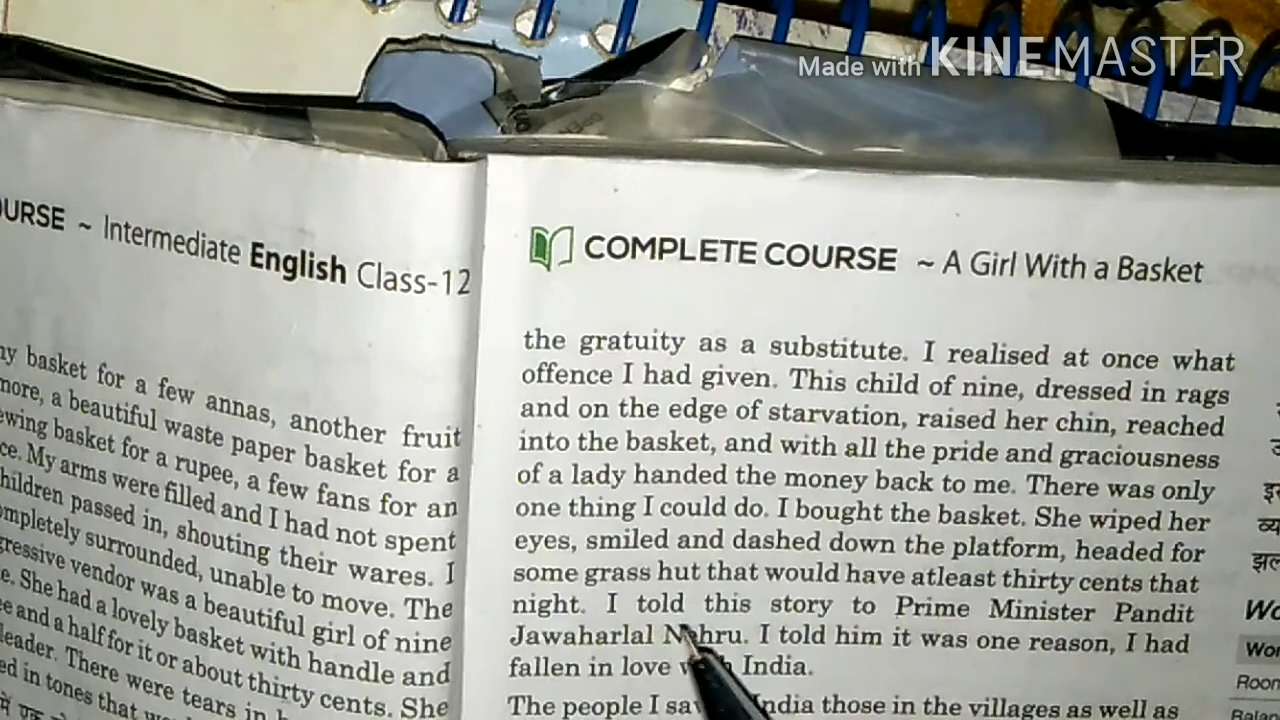 Made with KINEMASTER
OURSE ~ Intermediate English Class-12
my basket for a few annas, another fruit
more, a beautiful waste paper basket for a
ewing basket for a rupee, a few fans for an
ce. My arms were filled and I had not spent
hildren passed in, shouting their wares. I
ompletely surrounded, unable to move. The
gressive vendor was a beautiful girl of nine
e. She had a lovely basket with handle and
ee and a half for it or about thirty cents. She
leader. There were tears in
ed in tones that
में एक
COMPLETE COURSE ~ A Girl With a Basket
the gratuity as a substitute. I realised at once what
offence I had given. This child of nine, dressed in rags
and on the edge of starvation, raised her chin, reached
into the basket, and with all the pride and graciousness
of a lady handed the money back to me. There was only
one thing I could do. I bought the basket. She wiped her
eyes, smiled and dashed down the platform, headed for
some grass hut that would have atleast thirty cents that
night. I told this story to Prime Minister Pandit
Jawaharlal Nehru. I told him it was one reason, I had
fallen in love India.
The people I India those in the villages as well as
Wo
Wor
Room